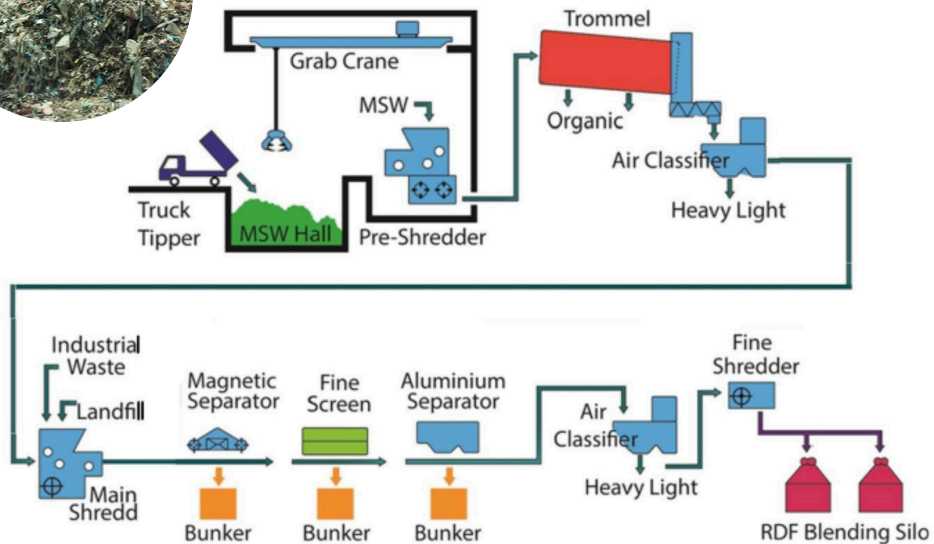 Trommel
Grab Crane
MSW
Organic
Air Classifier
Heavy Light
Truck
Tipper
MSW Hall
Pre-Shredder
Industrial
Waste
Landfill
Main
Shredd
Magnetic
Separator
Fine
Screen
Aluminium
Separator
Air
Classifier
Heavy Light
Fine
Shredder
Bunker
Bunker
Bunker
RDF Blending Silo